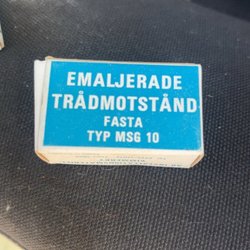 EMALJERADE
TRÅDMOTSTÅND
FASTA
TYP MSG 10